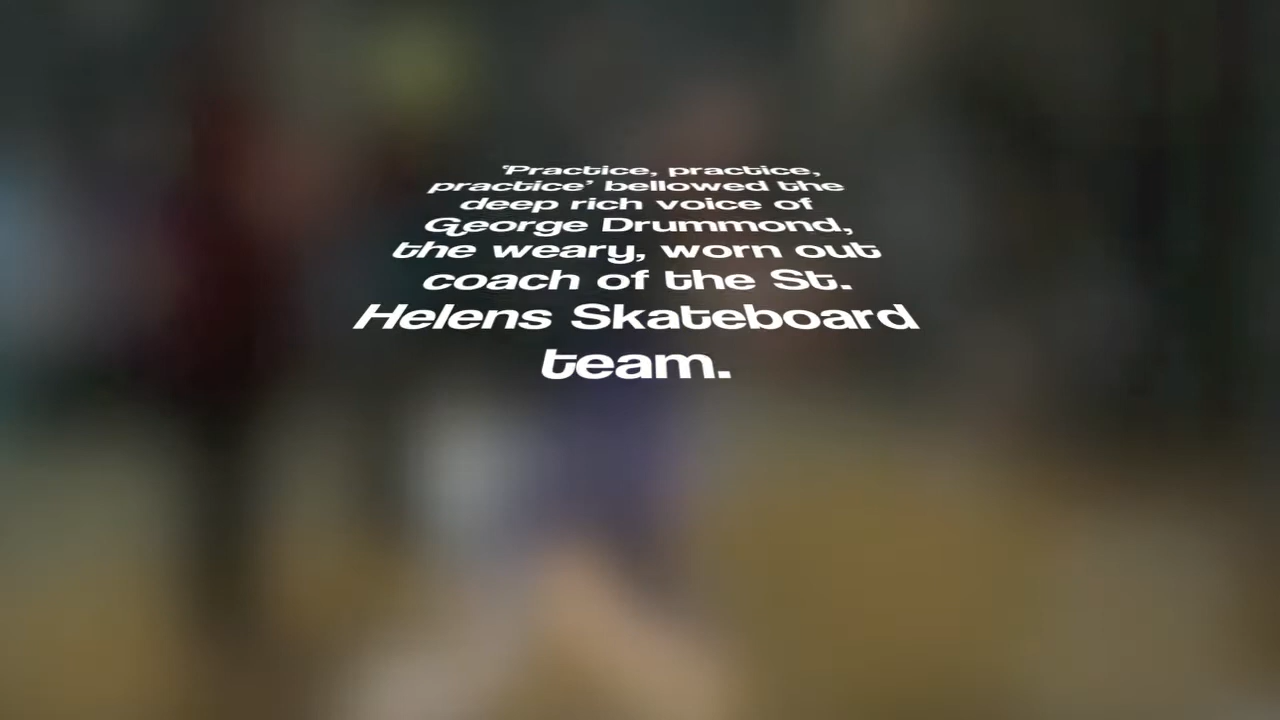 ‘Practice, practice,
practice’ bellowed the
deep rich voice of
George Drummond,
the weary, worn out
coach of the St.
Helens Skateboard
team.